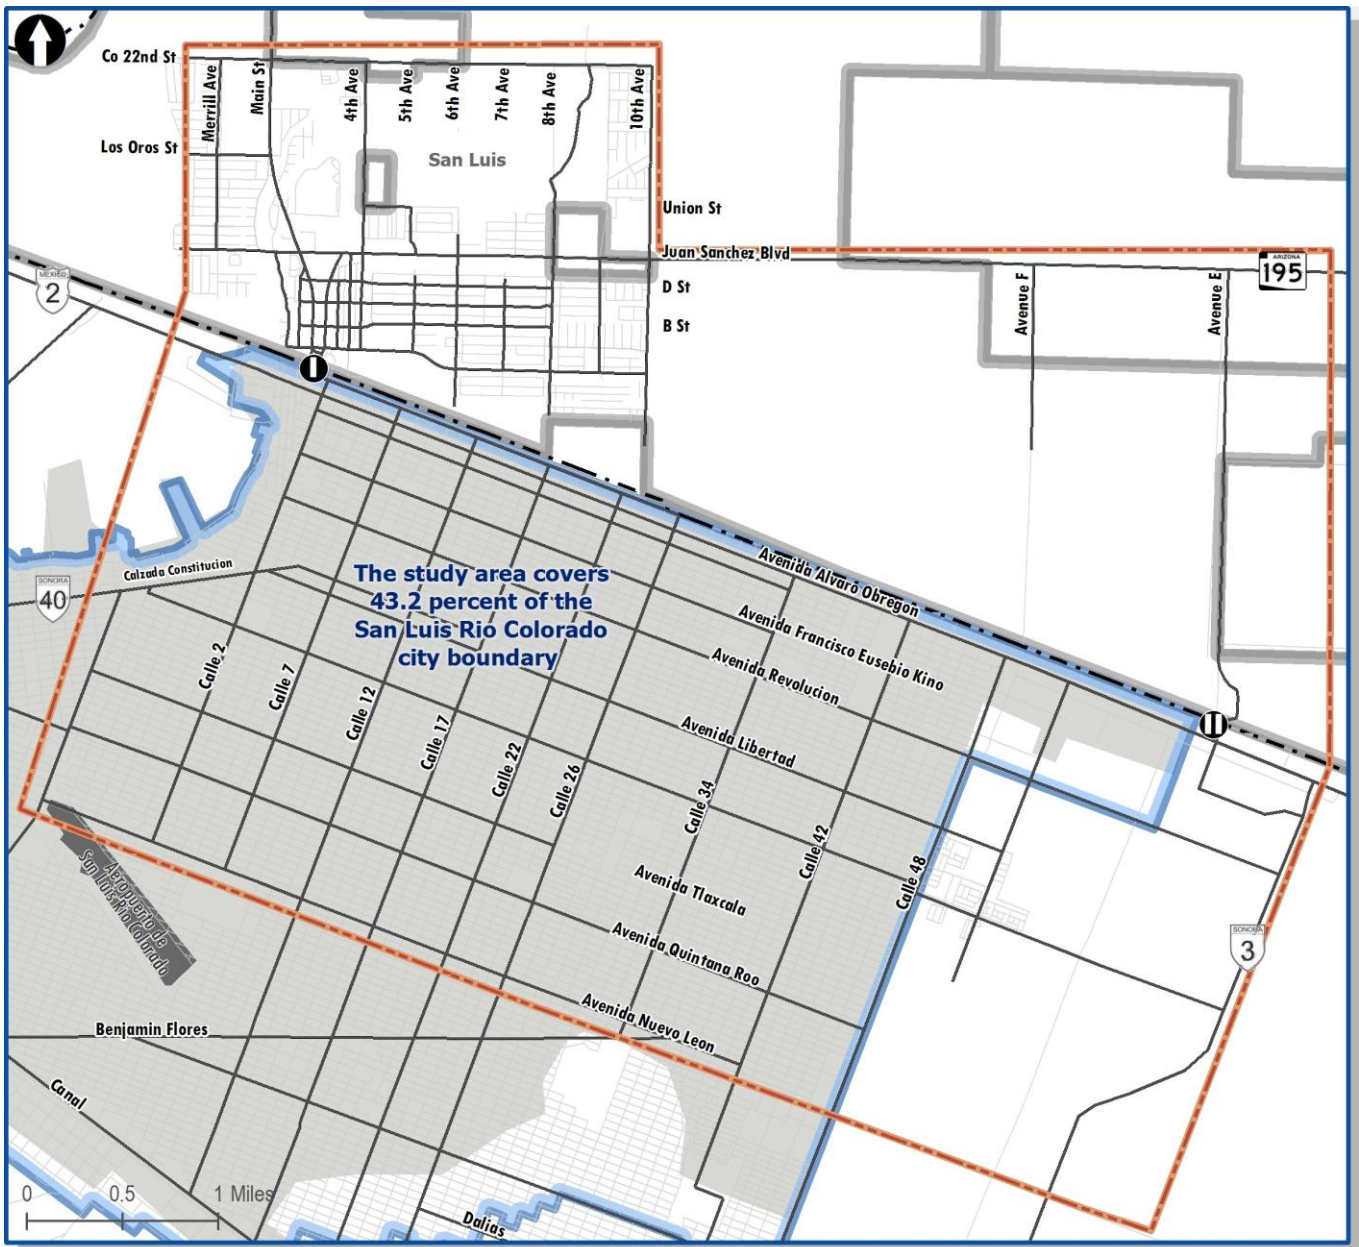 Co 22nd St
Merrill Ave
Main St
4th Ave
5th Ave
6th Ave
7th Ave
8th Ave
10th Ave
Los Oros St
San Luis
Union St
Juan Sanchez Blvd
ARIZONA
195
MEXICO
2
D St
B St
Avenue F
Avenue E
I
Avenida Alvaro Obregon
Calzada Constitucion
SONORA
40
The study area covers
43.2 percent of the
San Luis Rio Colorado
city boundary
Avenida Francisco Eusebio Kino
Avenida Revolucion
Avenida Libertad
II
Calle 2
Calle 7
Calle 12
Calle 17
Calle 22
Calle 26
Calle 34
Calle 42
Calle 48
Avenida Tlaxcala
Aeropuerto de
San Luis Rio Colorado
Avenida Quintana Roo
SONORA
3
Avenida Nuevo Leon
Benjamin Flores
Canal
0 0.5 1 Miles
Dalias